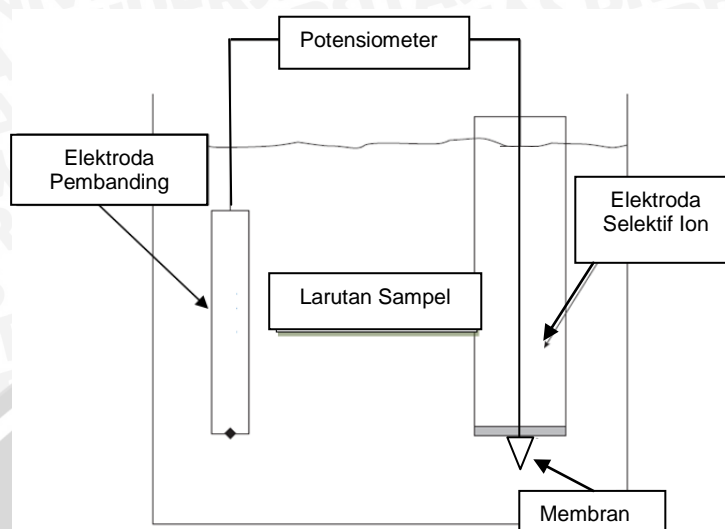 Potensiometer
Elektroda
Pembanding
Elektroda
Selektif Ion
Larutan Sampel
Membran